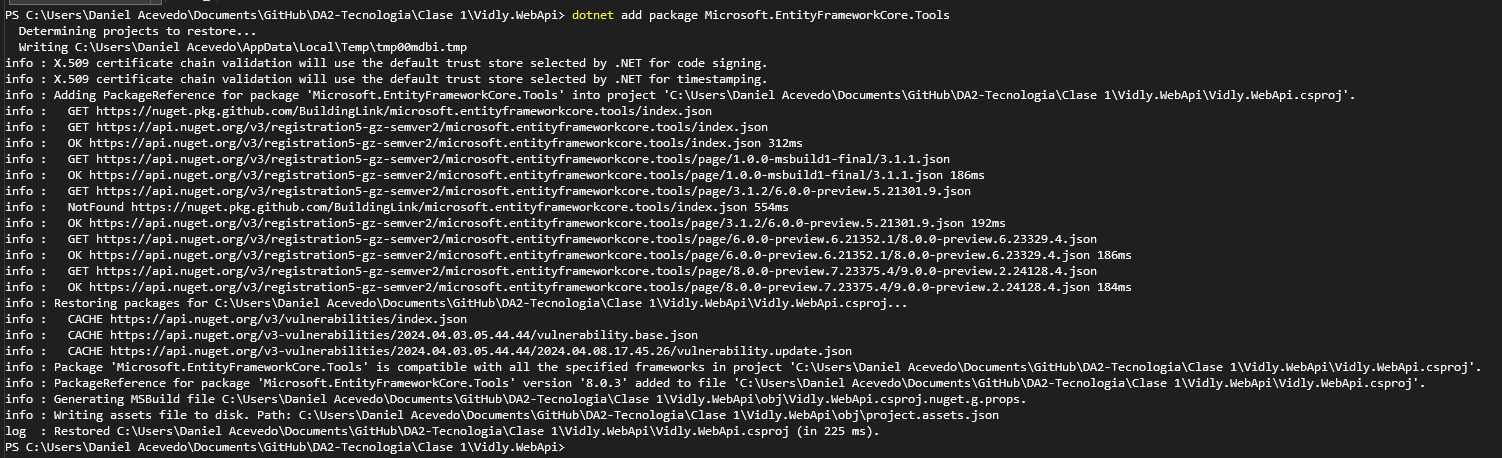 PS C:\Users\Daniel Acevedo\Documents\GitHub\DA2-Tecnologia\Clase 1\Vidly.WebApi> dotnet add package Microsoft.EntityFrameworkCore.Tools
  Determining projects to restore...
  Writing C:\Users\Daniel Acevedo\AppData\Local\Temp\tmp00mdbi.tmp
info : X.509 certificate chain validation will use the default trust store selected by .NET for code signing.
info : X.509 certificate chain validation will use the default trust store selected by .NET for timestamping.
info : Adding PackageReference for package 'Microsoft.EntityFrameworkCore.Tools' into project 'C:\Users\Daniel Acevedo\Documents\GitHub\DA2-Tecnologia\Clase 1\Vidly.WebApi\Vidly.WebApi.csproj'.
info :   GET https://nuget.pkg.github.com/BuildingLink/microsoft.entityframeworkcore.tools/index.json
info :   GET https://api.nuget.org/v3/registration5-gz-semver2/microsoft.entityframeworkcore.tools/index.json
info :   OK https://api.nuget.org/v3/registration5-gz-semver2/microsoft.entityframeworkcore.tools/index.json 312ms
info :   GET https://api.nuget.org/v3/registration5-gz-semver2/microsoft.entityframeworkcore.tools/page/1.0.0-msbuild1-final/3.1.1.json
info :   OK https://api.nuget.org/v3/registration5-gz-semver2/microsoft.entityframeworkcore.tools/page/1.0.0-msbuild1-final/3.1.1.json 186ms
info :   GET https://api.nuget.org/v3/registration5-gz-semver2/microsoft.entityframeworkcore.tools/page/3.1.2/6.0.0-preview.5.21301.9.json
info :   NotFound https://nuget.pkg.github.com/BuildingLink/microsoft.entityframeworkcore.tools/index.json 554ms
info :   OK https://api.nuget.org/v3/registration5-gz-semver2/microsoft.entityframeworkcore.tools/page/3.1.2/6.0.0-preview.5.21301.9.json 192ms
info :   GET https://api.nuget.org/v3/registration5-gz-semver2/microsoft.entityframeworkcore.tools/page/6.0.0-preview.6.21352.1/8.0.0-preview.6.23329.4.json
info :   OK https://api.nuget.org/v3/registration5-gz-semver2/microsoft.entityframeworkcore.tools/page/6.0.0-preview.6.21352.1/8.0.0-preview.6.23329.4.json 186ms
info :   GET https://api.nuget.org/v3/registration5-gz-semver2/microsoft.entityframeworkcore.tools/page/8.0.0-preview.7.23375.4/9.0.0-preview.2.24128.4.json
info :   OK https://api.nuget.org/v3/registration5-gz-semver2/microsoft.entityframeworkcore.tools/page/8.0.0-preview.7.23375.4/9.0.0-preview.2.24128.4.json 184ms
info : Restoring packages for C:\Users\Daniel Acevedo\Documents\GitHub\DA2-Tecnologia\Clase 1\Vidly.WebApi\Vidly.WebApi.csproj...
info :   CACHE https://api.nuget.org/v3/vulnerabilities/index.json
info :   CACHE https://api.nuget.org/v3-vulnerabilities/2024.04.03.05.44.44/vulnerability.base.json
info :   CACHE https://api.nuget.org/v3-vulnerabilities/2024.04.03.05.44.44/2024.04.08.17.45.26/vulnerability.update.json
info : Package 'Microsoft.EntityFrameworkCore.Tools' is compatible with all the specified frameworks in project 'C:\Users\Daniel Acevedo\Documents\GitHub\DA2-Tecnologia\Clase 1\Vidly.WebApi\Vidly.WebApi.csproj'.
info : PackageReference for package 'Microsoft.EntityFrameworkCore.Tools' version '8.0.3' added to file 'C:\Users\Daniel Acevedo\Documents\GitHub\DA2-Tecnologia\Clase 1\Vidly.WebApi\Vidly.WebApi.csproj'.
info : Generating MSBuild file C:\Users\Daniel Acevedo\Documents\GitHub\DA2-Tecnologia\Clase 1\Vidly.WebApi\obj\Vidly.WebApi.csproj.nuget.g.props.
info : Writing assets file to disk. Path: C:\Users\Daniel Acevedo\Documents\GitHub\DA2-Tecnologia\Clase 1\Vidly.WebApi\obj\project.assets.json
log  : Restored C:\Users\Daniel Acevedo\Documents\GitHub\DA2-Tecnologia\Clase 1\Vidly.WebApi\Vidly.WebApi.csproj (in 225 ms).
PS C:\Users\Daniel Acevedo\Documents\GitHub\DA2-Tecnologia\Clase 1\Vidly.WebApi>